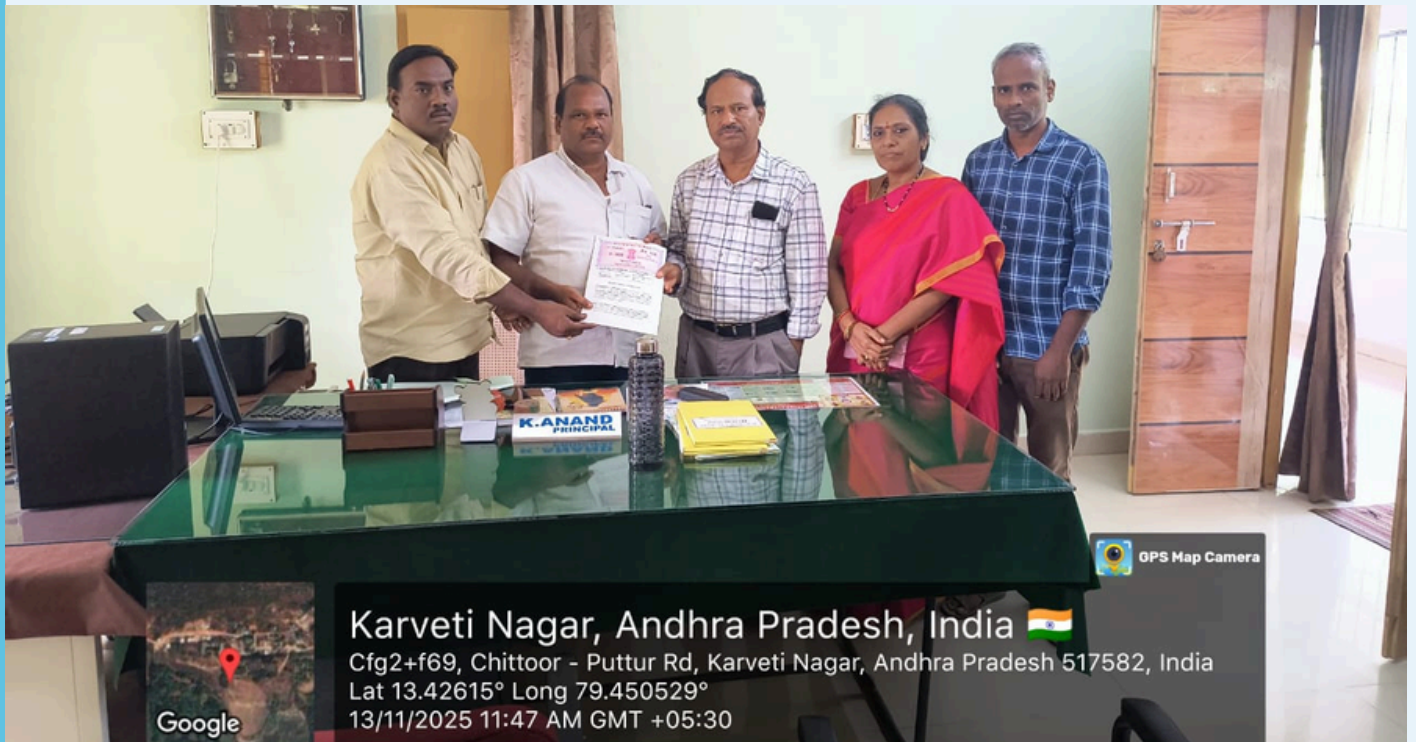 K.ANAND
PRINCIPAL
GPS Map Camera
Karveti Nagar, Andhra Pradesh, India
Cfg2+f69, Chittoor - Puttur Rd, Karveti Nagar, Andhra Pradesh 517582, India
Lat 13.42615° Long 79.450529°
13/11/2025 11:47 AM GMT +05:30
Google